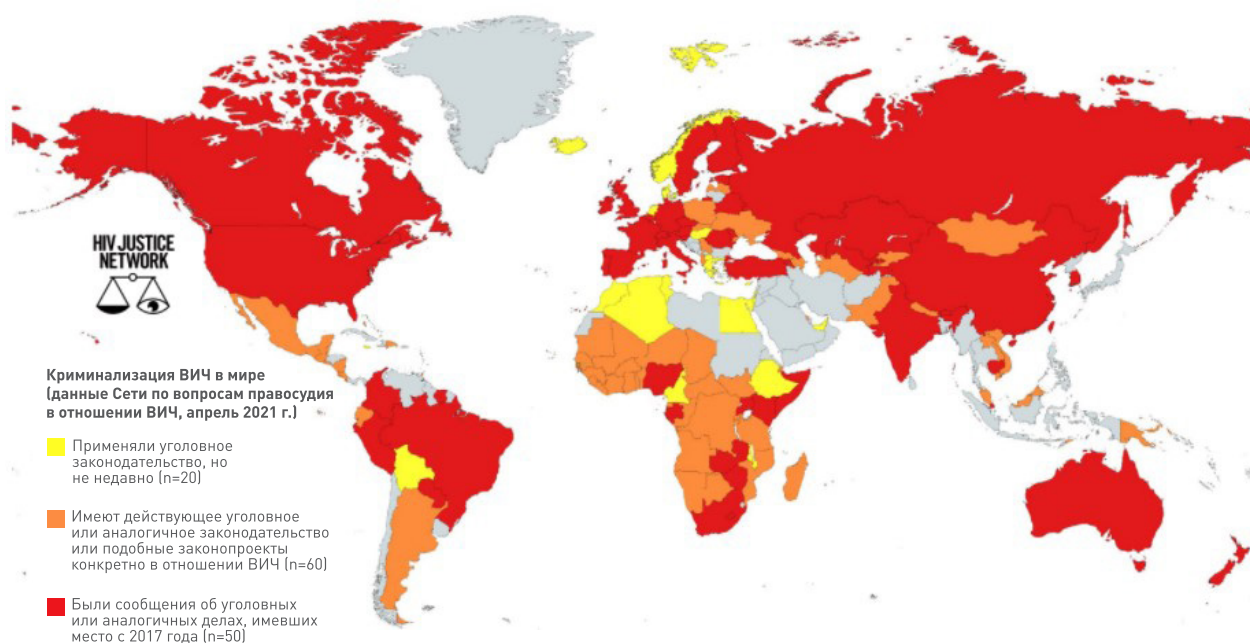 HIV JUSTICE
NETWORK
Криминализация ВИЧ в мире
(данные Сети по вопросам правосудия
в отношении ВИЧ, апрель 2021 г.)
Применяли уголовное
законодательство, но
не недавно (n=20)
Имеют действующее уголовное
или аналогичное законодательство
или подобные законопроекты
конкретно в отношении ВИЧ (n=60)
Были сообщения об уголовных
или аналогичных делах, имевших
место с 2017 года (n=50)